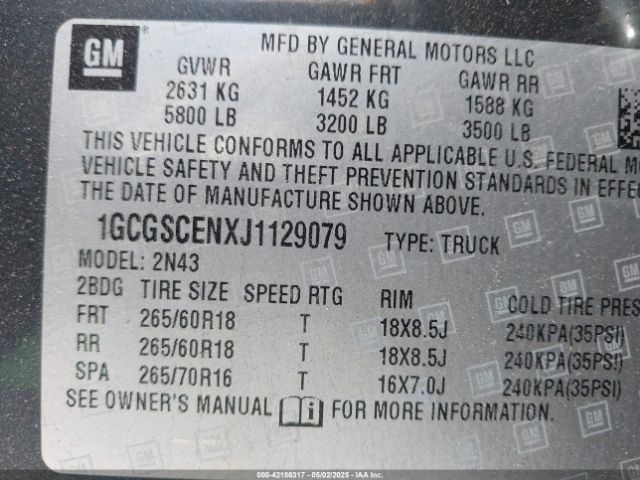 GM
MFD BY GENERAL MOTORS LLC
GVWR GAWR FRT GAWR RR
2631 KG 1452 KG 1588 KG
5800 LB 3200 LB 3500 LB
THIS VEHICLE CONFORMS TO ALL APPLICABLE U.S. FEDERAL
VEHICLE SAFETY AND THEFT PREVENTION STANDARDS IN EFFE
THE DATE OF MANUFACTURE SHOWN ABOVE.
1GCGSCENXJ1129079 TYPE: TRUCK
MODEL: 2N43
2BDG TIRE SIZE SPEED RTG RIM COLD TIRE PRES
FRT 265/60R18 T 18X8.5J 240KPA(35PSI)
RR 265/60R18 T 18X8.5J 240KPA(35PSI)
SPA 265/70R16 T 16X7.0J 240KPA(35PSI)
SEE OWNER'S MANUAL i FOR MORE INFORMATION.
000-42186317 - 05/02/2025 - IAA Inc.